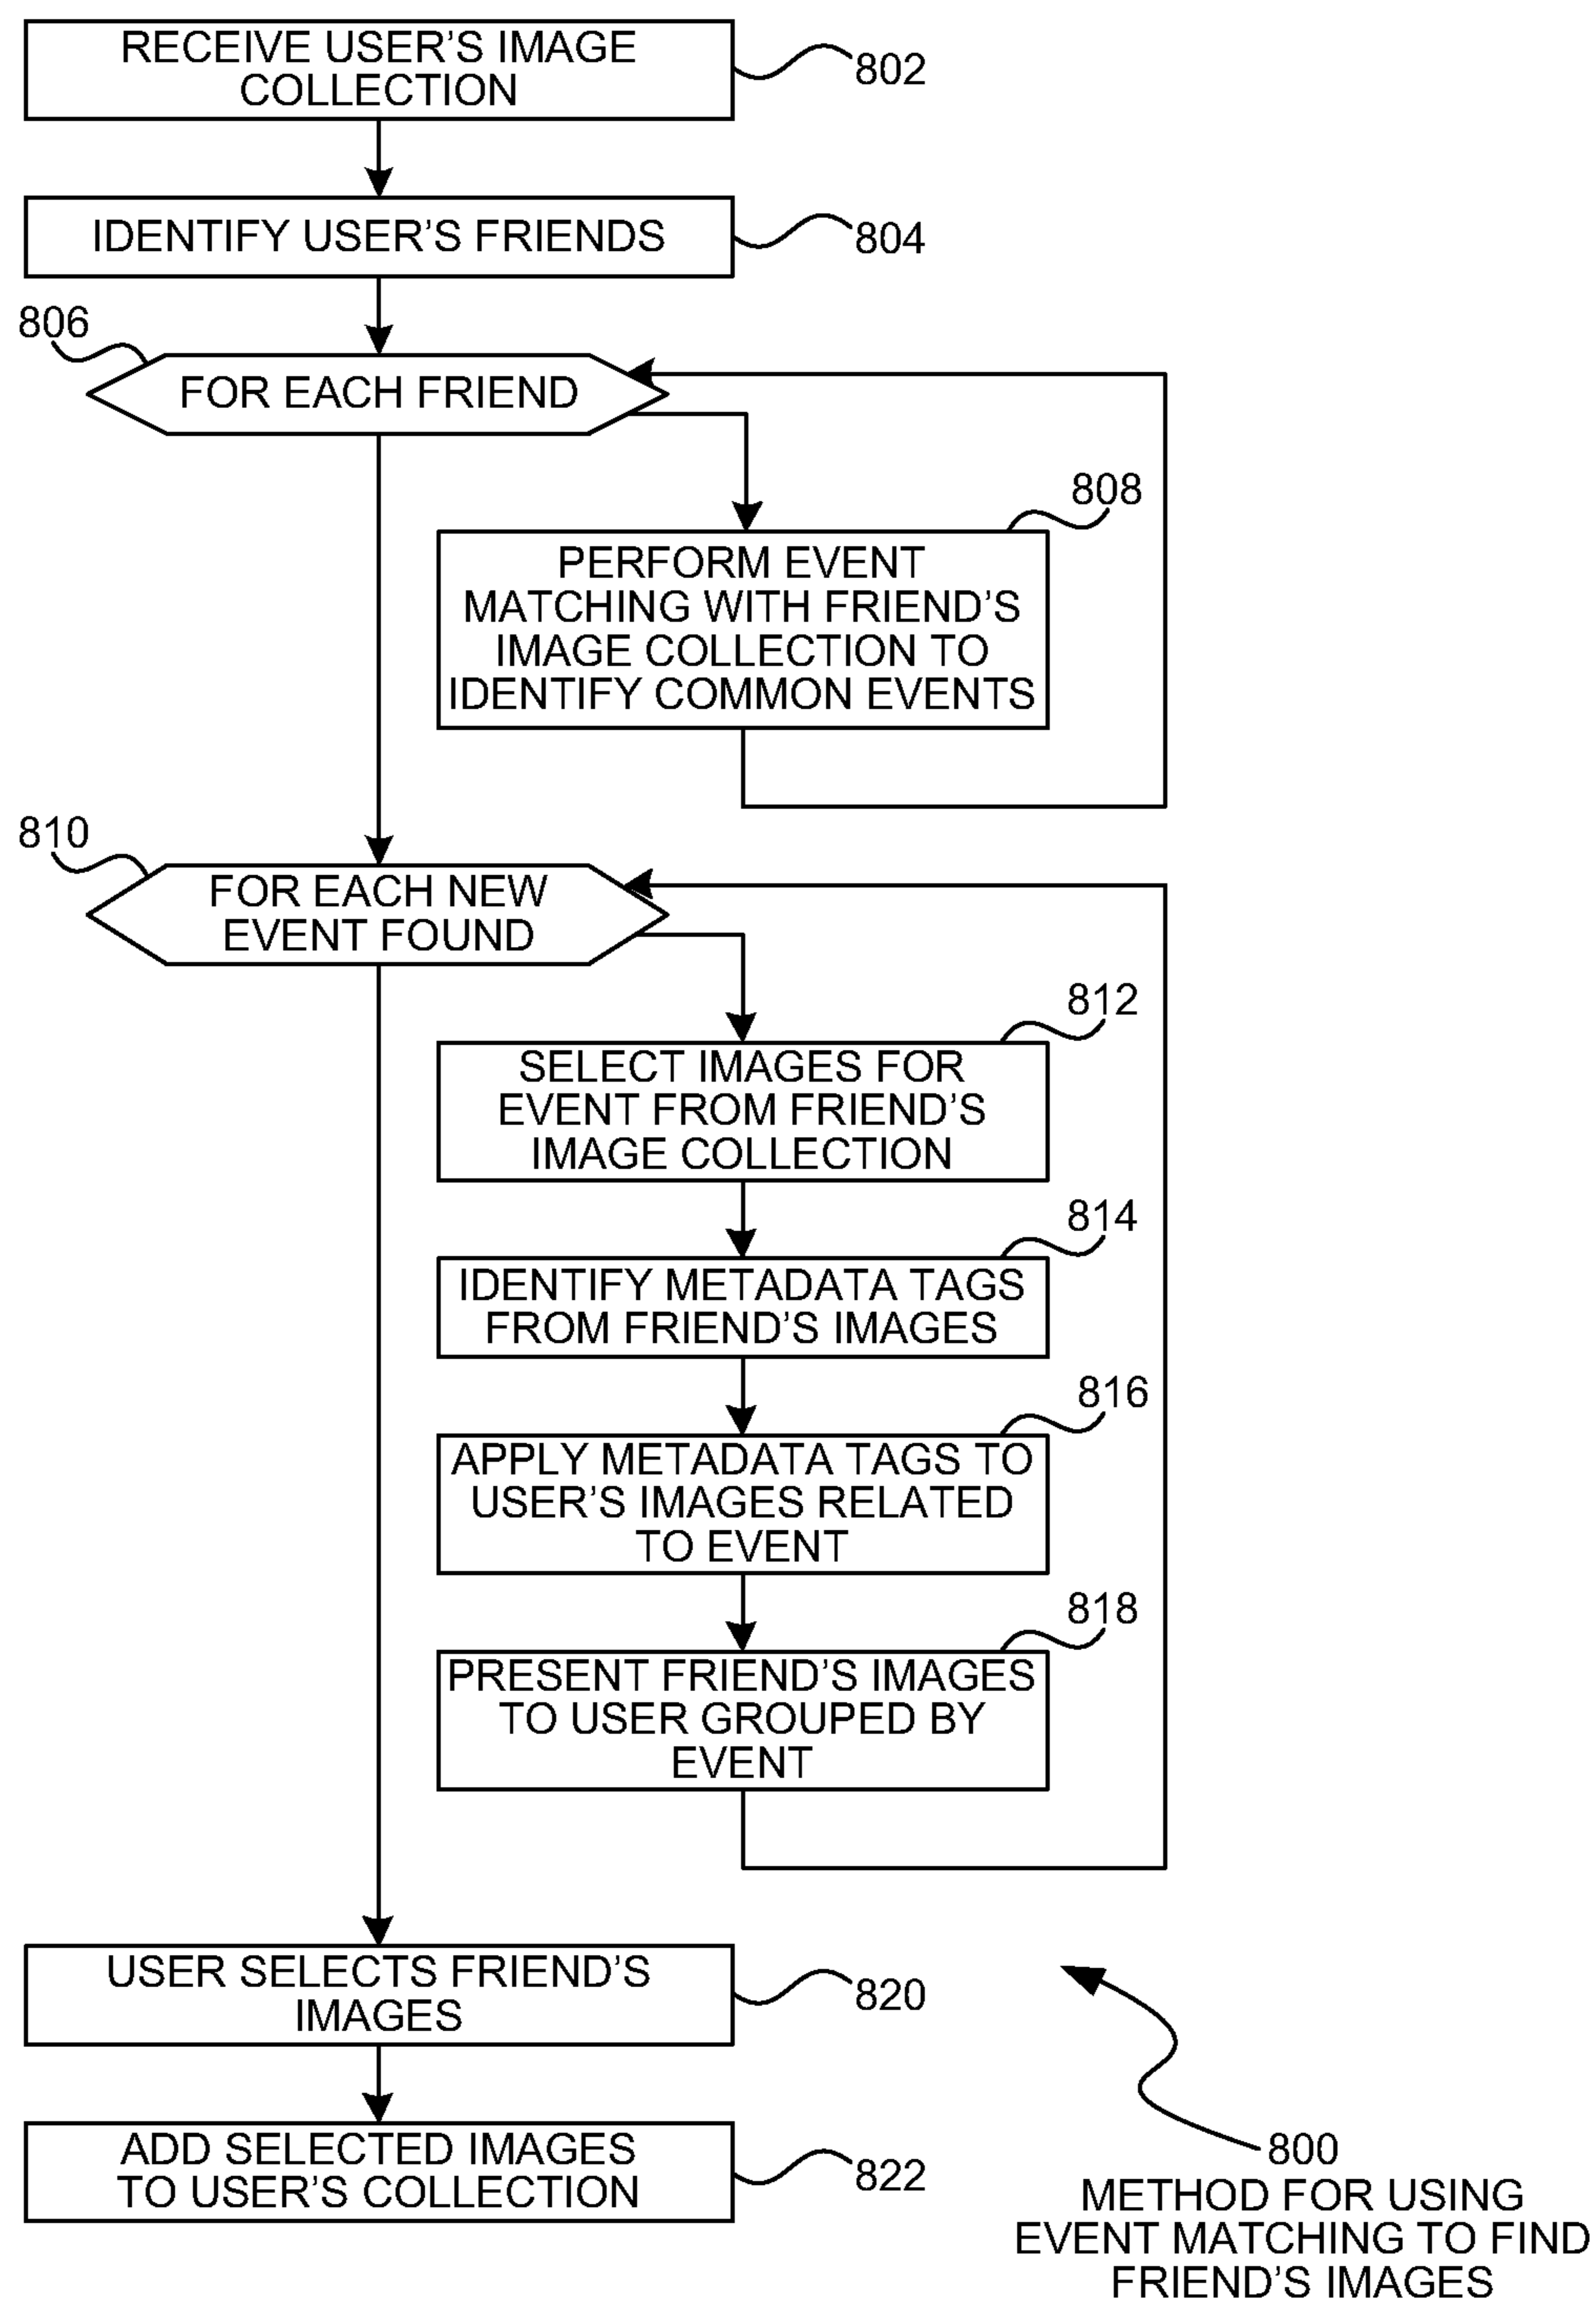 RECEIVE USER'S IMAGE
COLLECTION
802
IDENTIFY USER'S FRIENDS
804
806
FOR EACH FRIEND
808
PERFORM EVENT
MATCHING WITH FRIEND'S
IMAGE COLLECTION TO
IDENTIFY COMMON EVENTS
810
FOR EACH NEW
EVENT FOUND
812
SELECT IMAGES FOR
EVENT FROM FRIEND'S
IMAGE COLLECTION
814
IDENTIFY METADATA TAGS
FROM FRIEND'S IMAGES
816
APPLY METADATA TAGS TO
USER'S IMAGES RELATED
TO EVENT
818
PRESENT FRIEND'S IMAGES
TO USER GROUPED BY
EVENT
USER SELECTS FRIEND'S
IMAGES
820
ADD SELECTED IMAGES
TO USER'S COLLECTION
822
800
METHOD FOR USING
EVENT MATCHING TO FIND
FRIEND'S IMAGES